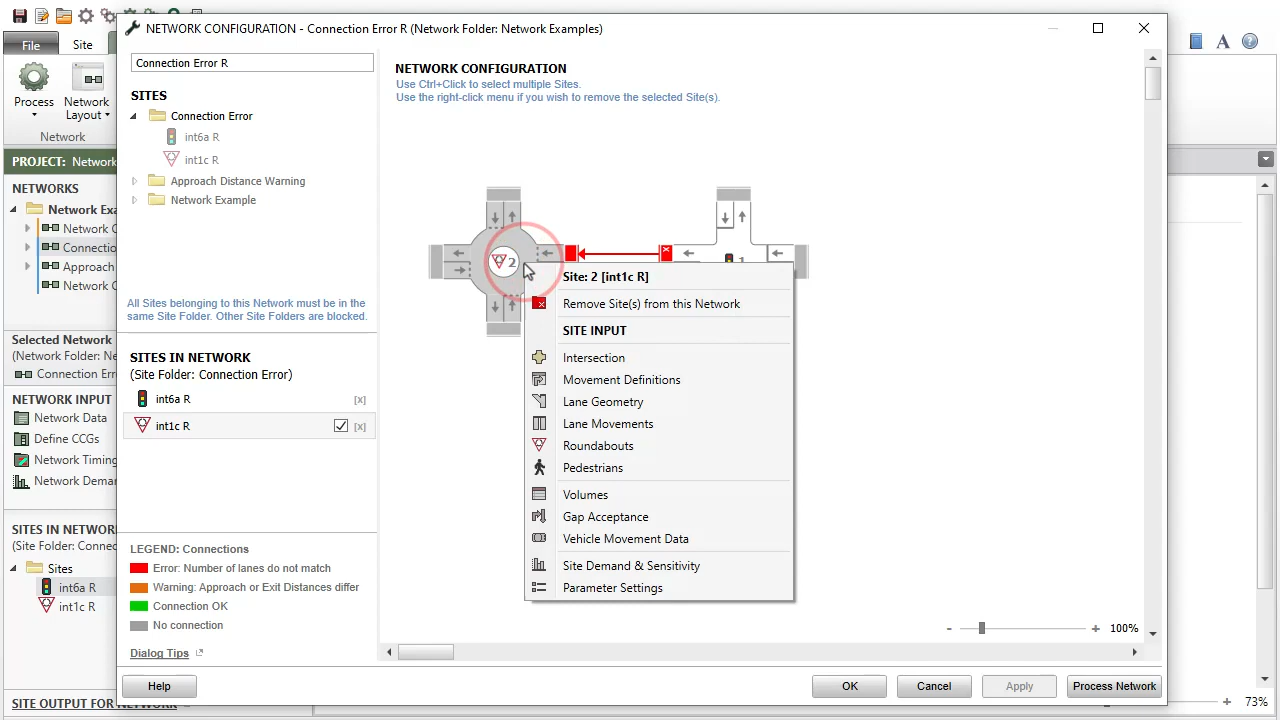 NETWORK CONFIGURATION - Connection Error R (Network Folder: Network Examples)
File
Site
Process
Network
Layout
Network
PROJECT: Network
NETWORKS
Network Exa
Network C
Connectio
Approach
Network C
Selected Network
(Network Folder: Ne
Connection Err
NETWORK INPUT
Network Data
Define CCGs
Network Timing
Network Deman
SITES IN NETWORK
(Site Folder: Connec
Sites
int6a R
int1c R
SITE OUTPUT FOR NETWORK
Connection Error R
SITES
Connection Error
int6a R
int1c R
Approach Distance Warning
Network Example
All Sites belonging to this Network must be in the
same Site Folder. Other Site Folders are blocked.
SITES IN NETWORK
(Site Folder: Connection Error)
int6a R [x]
int1c R [x]
LEGEND: Connections
Error: Number of lanes do not match
Warning: Approach or Exit Distances differ
Connection OK
No connection
Dialog Tips
NETWORK CONFIGURATION
Use Ctrl+Click to select multiple Sites.
Use the right-click menu if you wish to remove the selected Site(s).
2
1
Site: 2 [int1c R]
Remove Site(s) from this Network
SITE INPUT
Intersection
Movement Definitions
Lane Geometry
Lane Movements
Roundabouts
Pedestrians
Volumes
Gap Acceptance
Vehicle Movement Data
Site Demand & Sensitivity
Parameter Settings
- + 100%
Help
OK
Cancel
Apply
Process Network
+ 73%